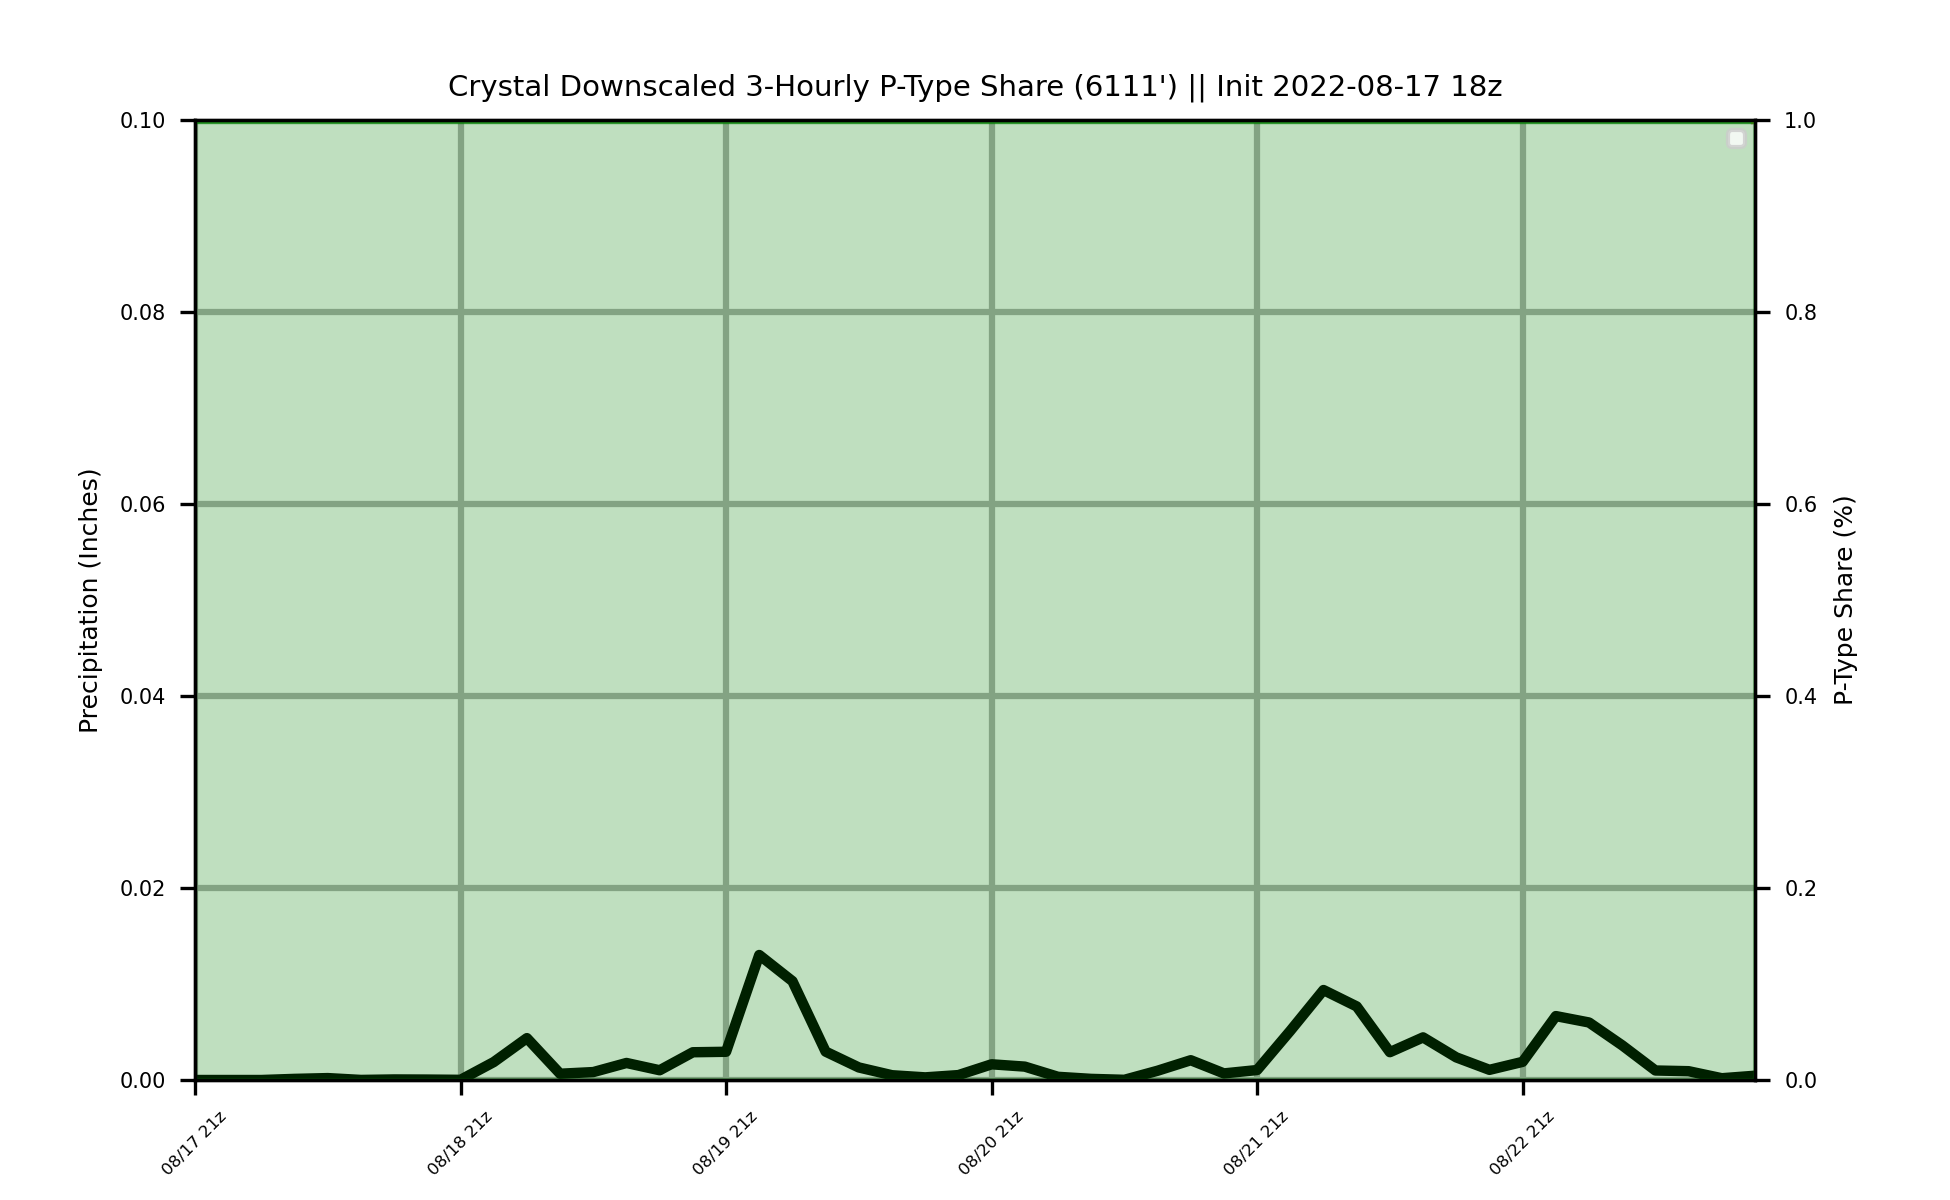 Crystal Downscaled 3-Hourly P-Type Share (6111') || Init 2022-08-17 18z
0.10
0.08
0.06
0.04
0.02
0.00
Precipitation (Inches)
1.0
0.8
0.6
0.4
0.2
0.0
P-Type Share (%)
08/17 21z
08/18 21z
08/19 21z
08/20 21z
08/21 21z
08/22 21z